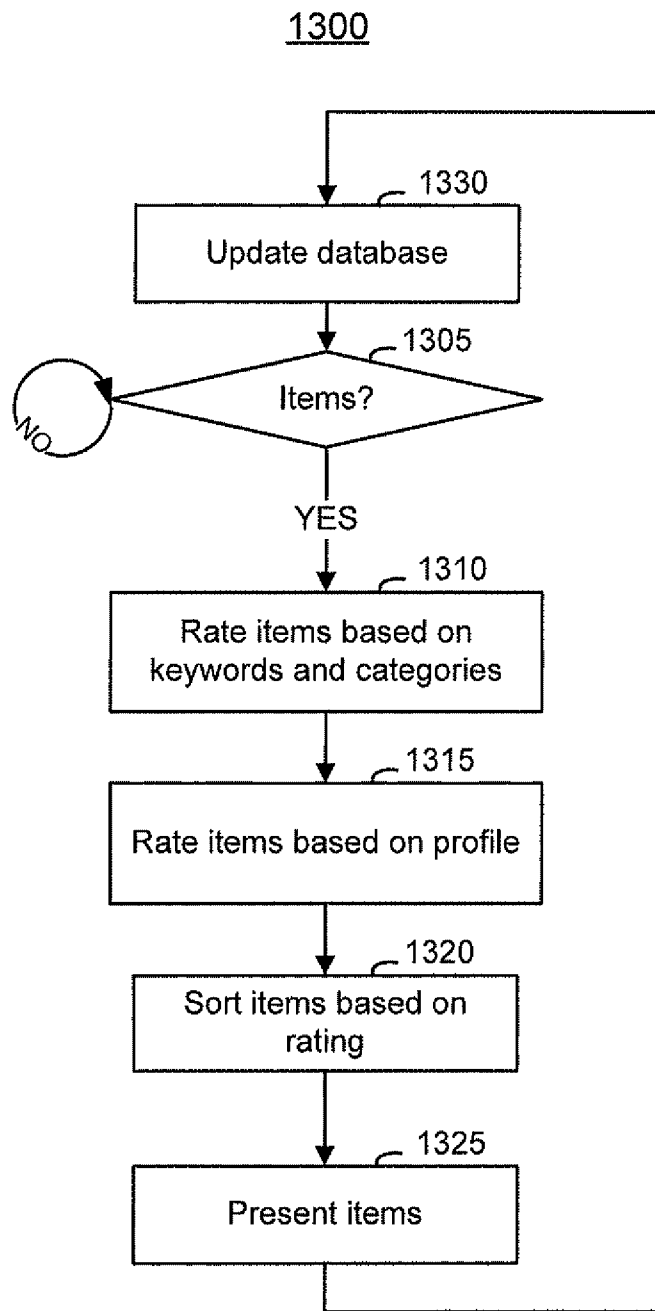 1300
1330
Update database
1305
Items?
NO
YES
1310
Rate items based on
keywords and categories
1315
Rate items based on profile
1320
Sort items based on
rating
1325
Present items